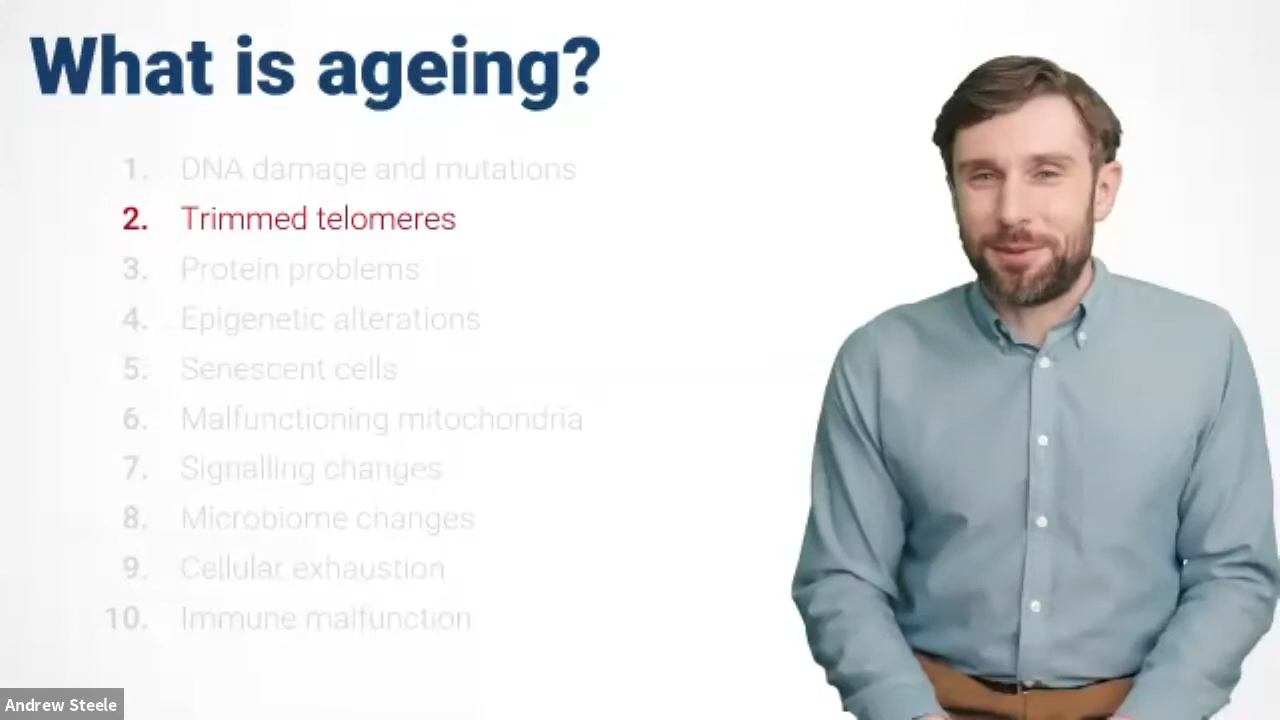 What is ageing?
1. DNA damage and mutations
2. Trimmed telomeres
3. Protein problems
4. Epigenetic alterations
5. Senescent cells
6. Malfunctioning mitochondria
7. Signalling changes
8. Microbiome changes
9. Cellular exhaustion
10. Immune malfunction
Andrew Steele